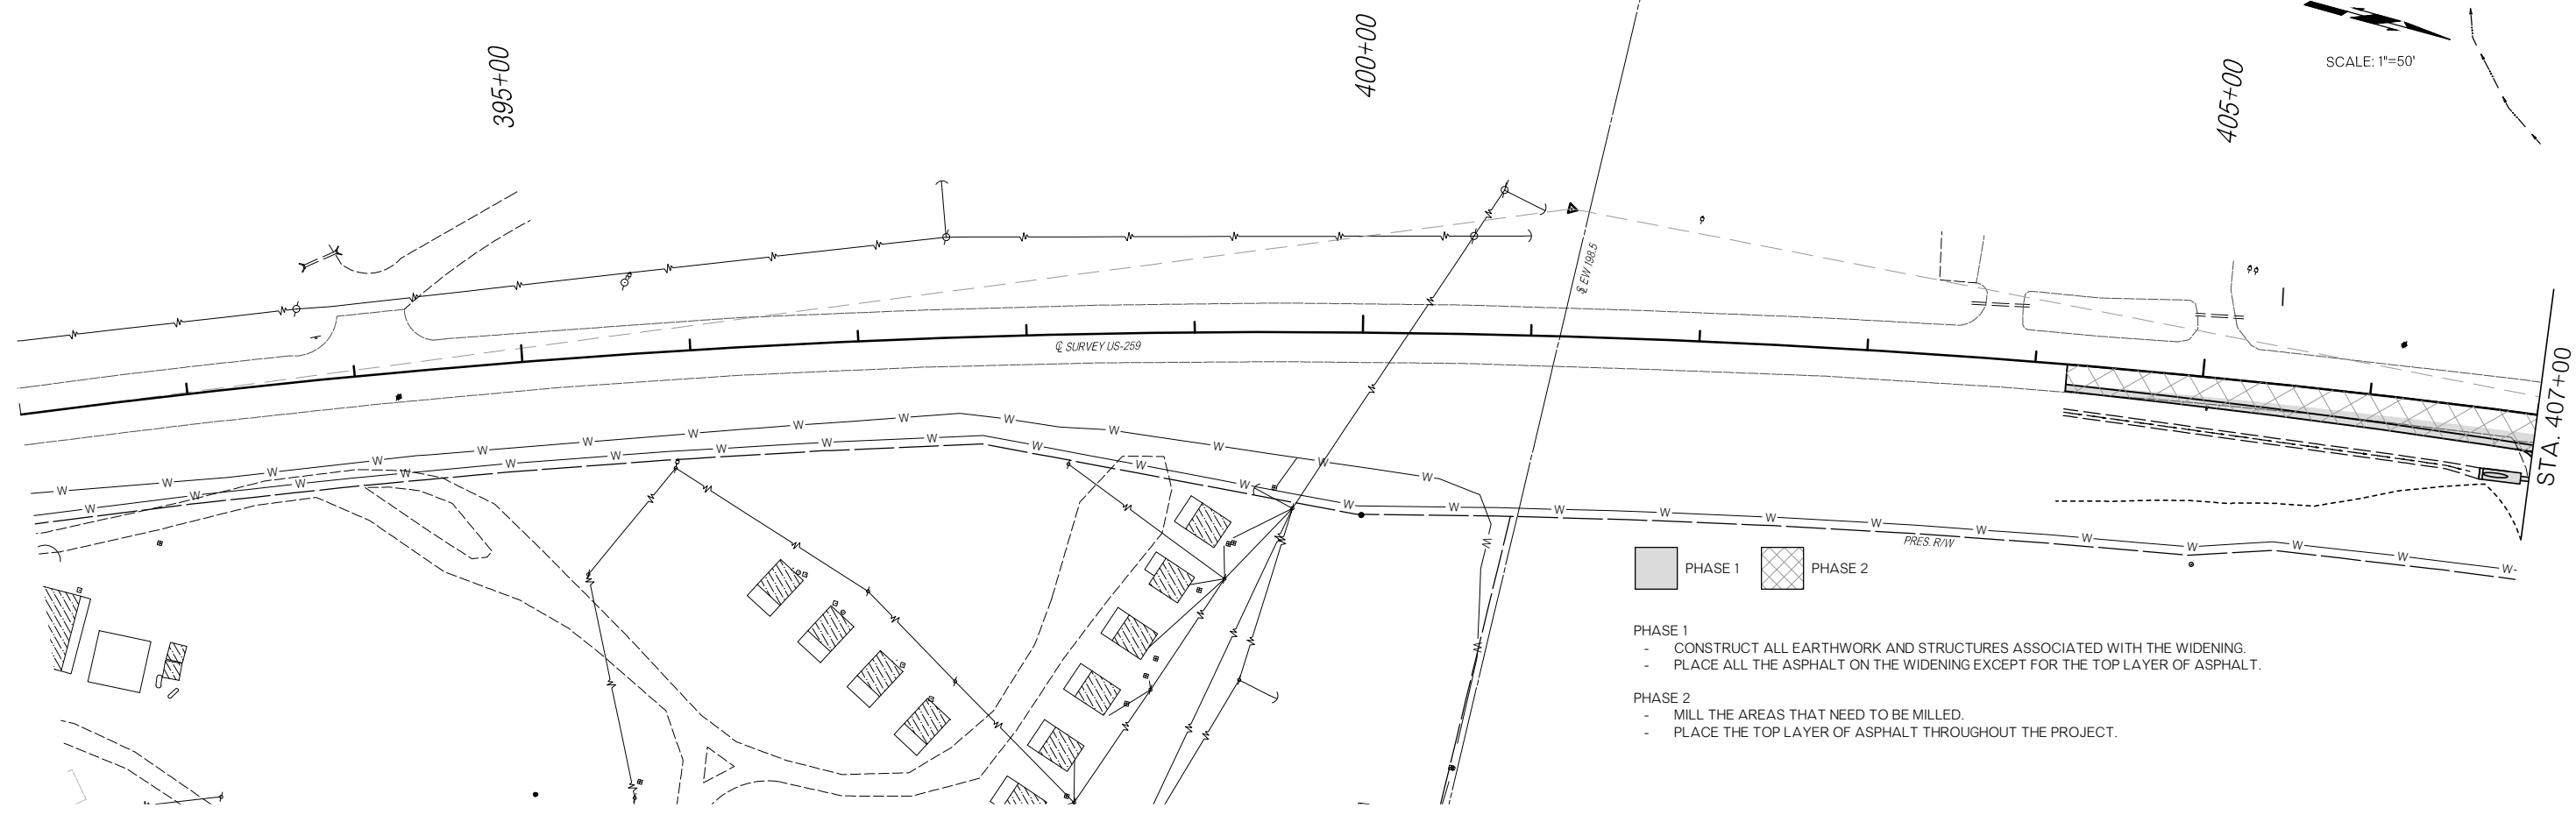 395+00
400+00
405+00
SCALE: 1"=50'
℄ EW 198.5
℄ SURVEY US-259
STA. 407+00
W W W W W W W W W W W W W W
W W W W W W W W W W W W W W W W W W W W W W W W
W
W
PRES. R/W
PHASE 1
PHASE 2
PHASE 1
- CONSTRUCT ALL EARTHWORK AND STRUCTURES ASSOCIATED WITH THE WIDENING.
- PLACE ALL THE ASPHALT ON THE WIDENING EXCEPT FOR THE TOP LAYER OF ASPHALT.
PHASE 2
- MILL THE AREAS THAT NEED TO BE MILLED.
- PLACE THE TOP LAYER OF ASPHALT THROUGHOUT THE PROJECT.